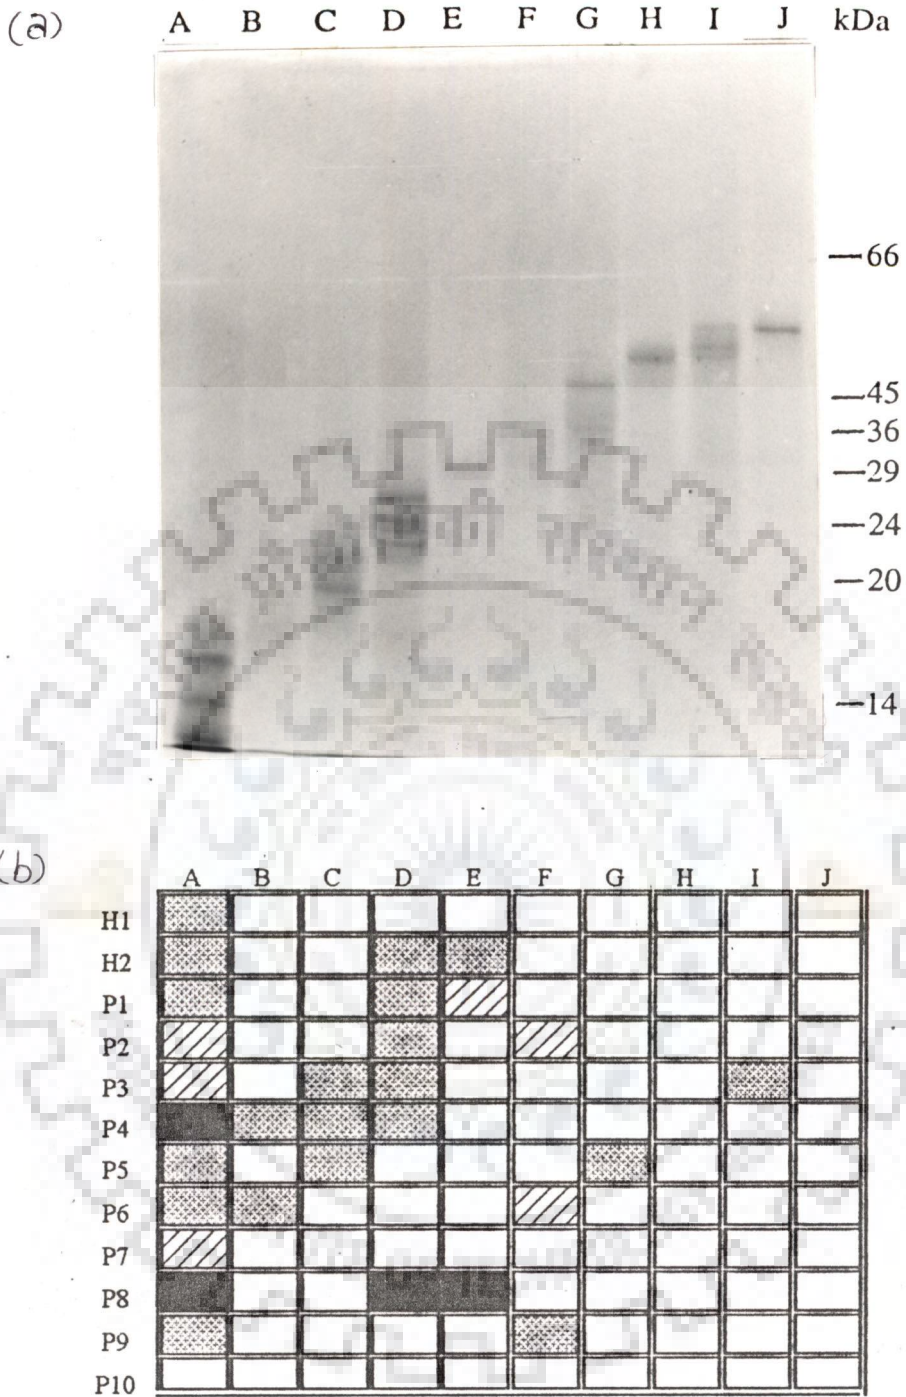 (a)
A B C D E F G H I J kDa
—66
—45
—36
—29
—24
—20
—14
(b)
A B C D E F G H I J
H1
H2
P1
P2
P3
P4
P5
P6
P7
P8
P9
P10